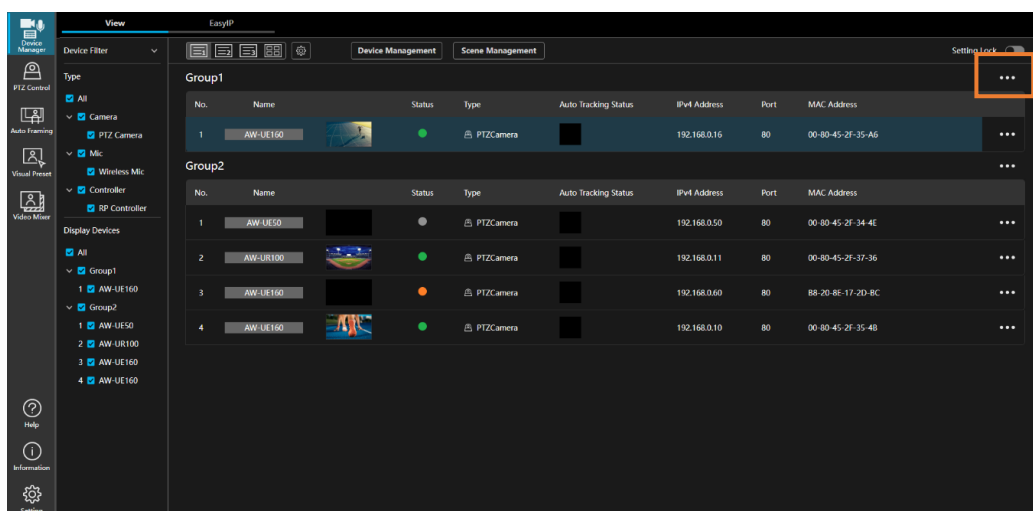 View
EasyIP
Device Manager
PTZ Control
Auto Framing
Visual Preset
Video Mixer
Help
Information
Setting
Device Filter
Type
All
Camera
PTZ Camera
Mic
Wireless Mic
Controller
RP Controller
Display Devices
All
Group1
1 AW-UE160
Group2
1 AW-UE50
2 AW-UR100
3 AW-UE160
4 AW-UE160
1 2 3
Device Management
Scene Management
Setting Lock
Group1
No. Name Status Type Auto Tracking Status IPv4 Address Port MAC Address
1 AW-UE160 PTZCamera 192.168.0.16 80 00-80-45-2F-35-A6
Group2
No. Name Status Type Auto Tracking Status IPv4 Address Port MAC Address
1 AW-UE50 PTZCamera 192.168.0.50 80 00-80-45-2F-34-4E
2 AW-UR100 PTZCamera 192.168.0.11 80 00-80-45-2F-37-36
3 AW-UE160 PTZCamera 192.168.0.60 80 B8-20-8E-17-2D-BC
4 AW-UE160 PTZCamera 192.168.0.10 80 00-80-45-2F-35-4B